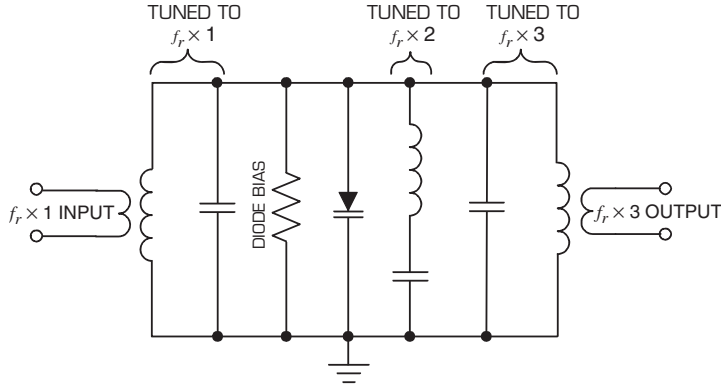 TUNED TO
fᵣ × 1
TUNED TO
fᵣ × 2
TUNED TO
fᵣ × 3
DIODE BIAS
fᵣ × 1 INPUT
fᵣ × 3 OUTPUT